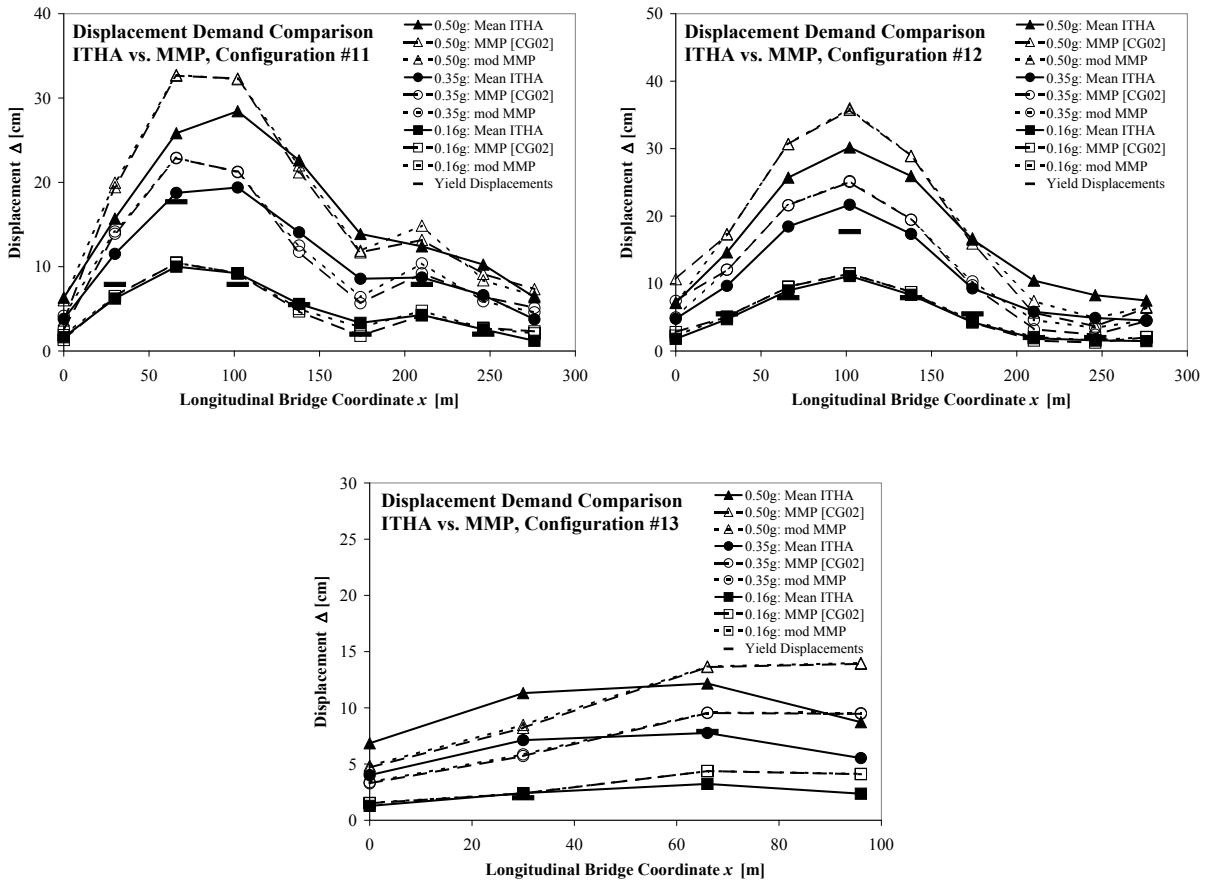 Displacement Demand Comparison
ITHA vs. MMP, Configuration #11
0.50g: Mean ITHA
0.50g: MMP [CG02]
0.50g: mod MMP
0.35g: Mean ITHA
0.35g: MMP [CG02]
0.35g: mod MMP
0.16g: Mean ITHA
0.16g: MMP [CG02]
0.16g: mod MMP
Yield Displacements
Displacement Δ [cm]
40
30
20
10
0
0 50 100 150 200 250 300
Longitudinal Bridge Coordinate x [m]
Displacement Demand Comparison
ITHA vs. MMP, Configuration #12
0.50g: Mean ITHA
0.50g: MMP [CG02]
0.50g: mod MMP
0.35g: Mean ITHA
0.35g: MMP [CG02]
0.35g: mod MMP
0.16g: Mean ITHA
0.16g: MMP [CG02]
0.16g: mod MMP
Yield Displacements
Displacement Δ [cm]
50
40
30
20
10
0
0 50 100 150 200 250 300
Longitudinal Bridge Coordinate x [m]
Displacement Demand Comparison
ITHA vs. MMP, Configuration #13
0.50g: Mean ITHA
0.50g: MMP [CG02]
0.50g: mod MMP
0.35g: Mean ITHA
0.35g: MMP [CG02]
0.35g: mod MMP
0.16g: Mean ITHA
0.16g: MMP [CG02]
0.16g: mod MMP
Yield Displacements
Displacement Δ [cm]
30
25
20
15
10
5
0
0 20 40 60 80 100
Longitudinal Bridge Coordinate x [m]